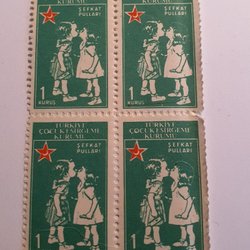 KURUMU
KURUMU
ŞEFKAT
PULLARI
ŞEFKAT
PULLARI
1
KURUŞ
1
KURUŞ
TÜRKİYE
ÇOCUK ESİRGEME
KURUMU
TÜRKİYE
ÇOCUK ESİRGEME
KURUMU
ŞEFKAT
PULLARI
ŞEFKAT
PULLARI
1
1